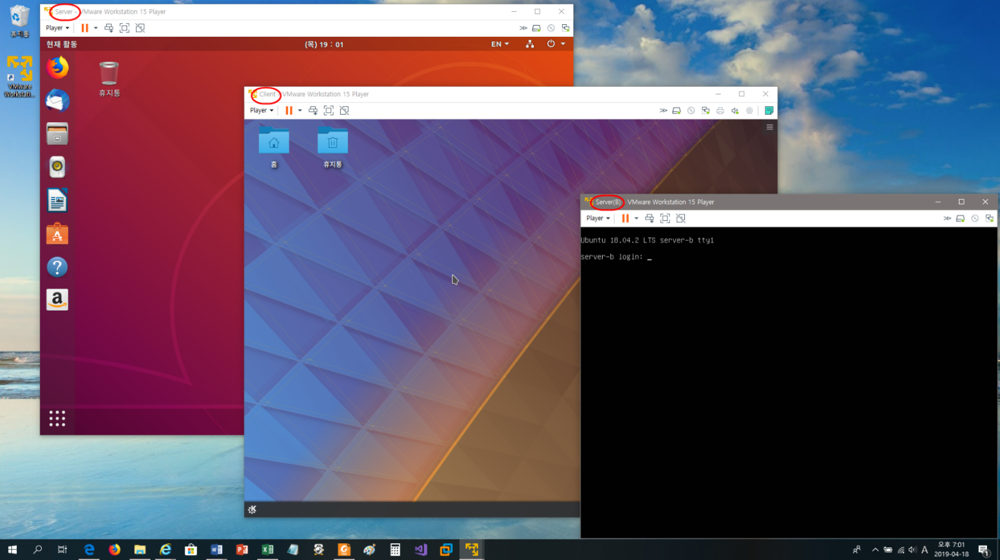 휴지통
VMware
Workstati...
Server - VMware Workstation 15 Player
Player
현재 활동
(목) 19 : 01
EN
휴지통
Client - VMware Workstation 15 Player
Player
홈
휴지통
Server(B) - VMware Workstation 15 Player
Player
Ubuntu 18.04.2 LTS server-b tty1
server-b login: _
A
오후 7:01
2019-04-18
1